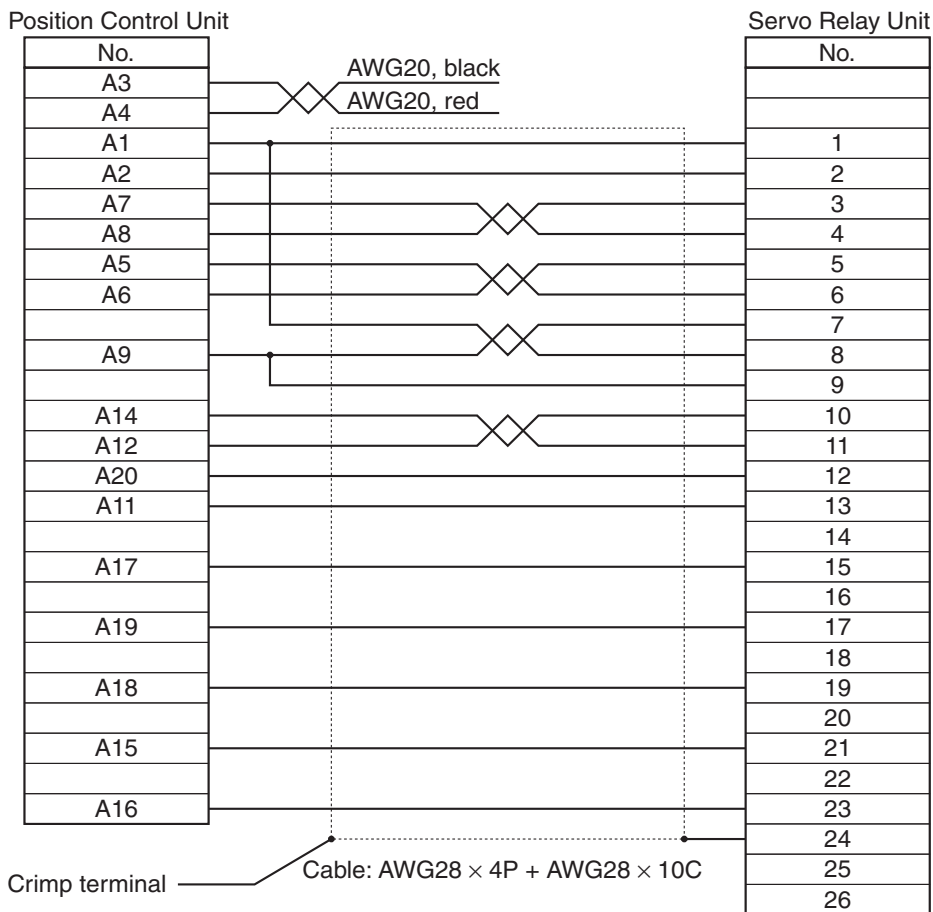 Position Control Unit Servo Relay Unit
No. No.
A3 AWG20, black
A4 AWG20, red
A1 1
A2 2
A7 3
A8 4
A5 5
A6 6
7
A9 8
9
A14 10
A12 11
A20 12
A11 13
14
A17 15
16
A19 17
18
A18 19
20
A15 21
22
A16 23
24
Crimp terminal Cable: AWG28 × 4P + AWG28 × 10C 25
26